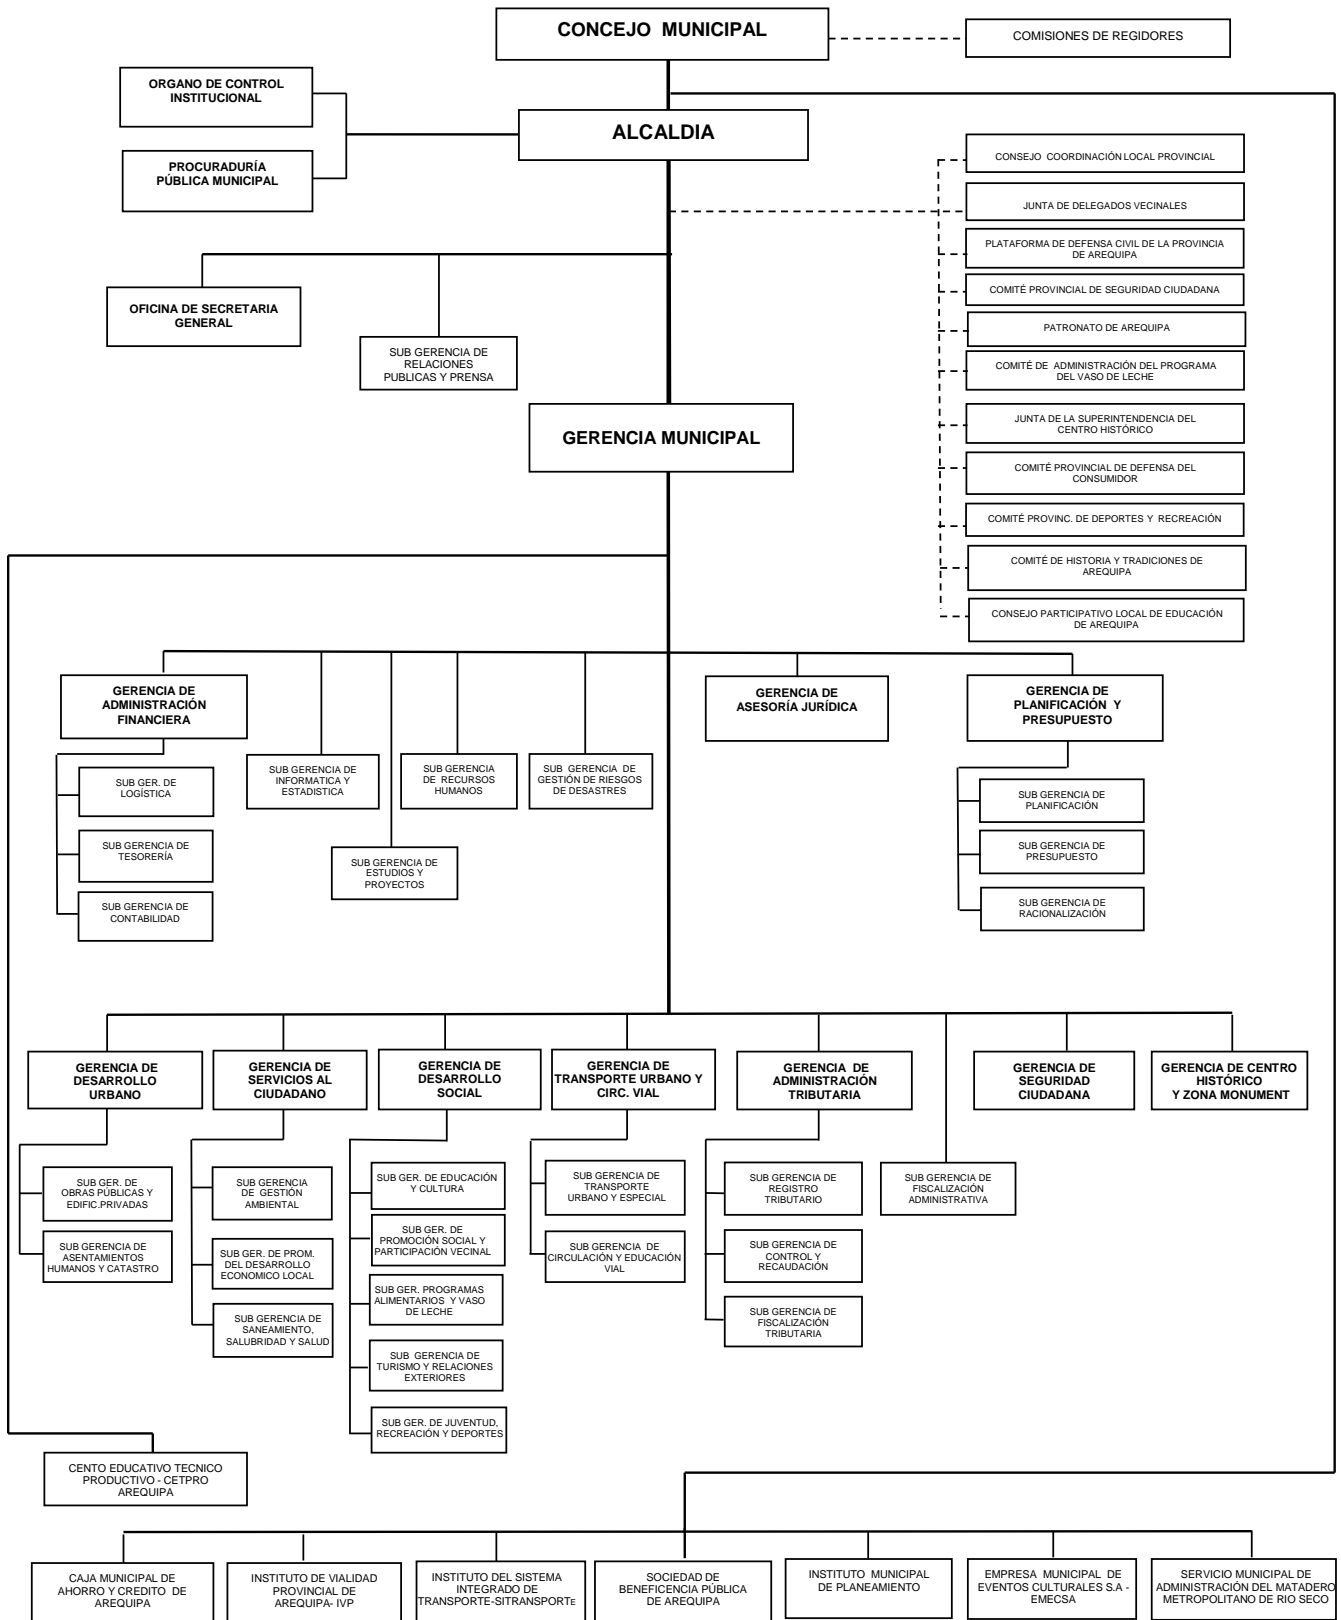 CONCEJO MUNICIPAL
COMISIONES DE REGIDORES
ORGANO DE CONTROL
INSTITUCIONAL
ALCALDIA
PROCURADURÍA
PÚBLICA MUNICIPAL
CONSEJO COORDINACIÓN LOCAL PROVINCIAL
JUNTA DE DELEGADOS VECINALES
PLATAFORMA DE DEFENSA CIVIL DE LA PROVINCIA
DE AREQUIPA
COMITÉ PROVINCIAL DE SEGURIDAD CIUDADANA
PATRONATO DE AREQUIPA
COMITÉ DE ADMINISTRACIÓN DEL PROGRAMA
DEL VASO DE LECHE
JUNTA DE LA SUPERINTENDENCIA DEL
CENTRO HISTÓRICO
COMITÉ PROVINCIAL DE DEFENSA DEL
CONSUMIDOR
COMITÉ PROVINC. DE DEPORTES Y RECREACIÓN
COMITÉ DE HISTORIA Y TRADICIONES DE
AREQUIPA
CONSEJO PARTICIPATIVO LOCAL DE EDUCACIÓN
DE AREQUIPA
OFICINA DE SECRETARIA
GENERAL
SUB GERENCIA DE
RELACIONES
PUBLICAS Y PRENSA
GERENCIA MUNICIPAL
GERENCIA DE
ADMINISTRACIÓN
FINANCIERA
SUB GER. DE
LOGÍSTICA
SUB GERENCIA DE
TESORERÍA
SUB GERENCIA DE
CONTABILIDAD
SUB GERENCIA DE
INFORMATICA Y
ESTADISTICA
SUB GERENCIA DE
ESTUDIOS Y
PROYECTOS
SUB GERENCIA
DE RECURSOS
HUMANOS
SUB GERENCIA DE
GESTIÓN DE RIESGOS
DE DESASTRES
GERENCIA DE
ASESORÍA JURÍDICA
GERENCIA DE
PLANIFICACIÓN Y
PRESUPUESTO
SUB GERENCIA DE
PLANIFICACIÓN
SUB GERENCIA DE
PRESUPUESTO
SUB GERENCIA DE
RACIONALIZACIÓN
GERENCIA DE
DESARROLLO
URBANO
SUB GER. DE
OBRAS PÚBLICAS Y
EDIFIC.PRIVADAS
SUB GERENCIA DE
ASENTAMIENTOS
HUMANOS Y CATASTRO
GERENCIA DE
SERVICIOS AL
CIUDADANO
SUB GERENCIA
DE GESTIÓN
AMBIENTAL
SUB GER. DE PROM.
DEL DESARROLLO
ECONOMICO LOCAL
SUB GERENCIA DE
SANEAMIENTO,
SALUBRIDAD Y SALUD
GERENCIA DE
DESARROLLO
SOCIAL
SUB GER. DE EDUCACIÓN
Y CULTURA
SUB GER. DE
PROMOCIÓN SOCIAL Y
PARTICIPACIÓN VECINAL
SUB GER. PROGRAMAS
ALIMENTARIOS Y VASO
DE LECHE
SUB GERENCIA DE
TURISMO Y RELACIONES
EXTERIORES
SUB GER. DE JUVENTUD,
RECREACIÓN Y DEPORTES
GERENCIA DE
TRANSPORTE URBANO Y
CIRC. VIAL
SUB GERENCIA DE
TRANSPORTE
URBANO Y ESPECIAL
SUB GERENCIA DE
CIRCULACIÓN Y EDUCACIÓN
VIAL
GERENCIA DE
ADMINISTRACIÓN
TRIBUTARIA
SUB GERENCIA DE
REGISTRO
TRIBUTARIO
SUB GERENCIA DE
CONTROL Y
RECAUDACIÓN
SUB GERENCIA DE
FISCALIZACIÓN
TRIBUTARIA
SUB GERENCIA DE
FISCALIZACIÓN
ADMINISTRATIVA
GERENCIA DE
SEGURIDAD
CIUDADANA
GERENCIA DE CENTRO
HISTÓRICO
Y ZONA MONUMENT
CENTO EDUCATIVO TECNICO
PRODUCTIVO - CETPRO
AREQUIPA
CAJA MUNICIPAL DE
AHORRO Y CREDITO DE
AREQUIPA
INSTITUTO DE VIALIDAD
PROVINCIAL DE
AREQUIPA- IVP
INSTITUTO DEL SISTEMA
INTEGRADO DE
TRANSPORTE-SITRANSPORTE
SOCIEDAD DE
BENEFICENCIA PÚBLICA
DE AREQUIPA
INSTITUTO MUNICIPAL
DE PLANEAMIENTO
EMPRESA MUNICIPAL DE
EVENTOS CULTURALES S.A -
EMECSA
SERVICIO MUNICIPAL DE
ADMINISTRACIÓN DEL MATADERO
METROPOLITANO DE RIO SECO